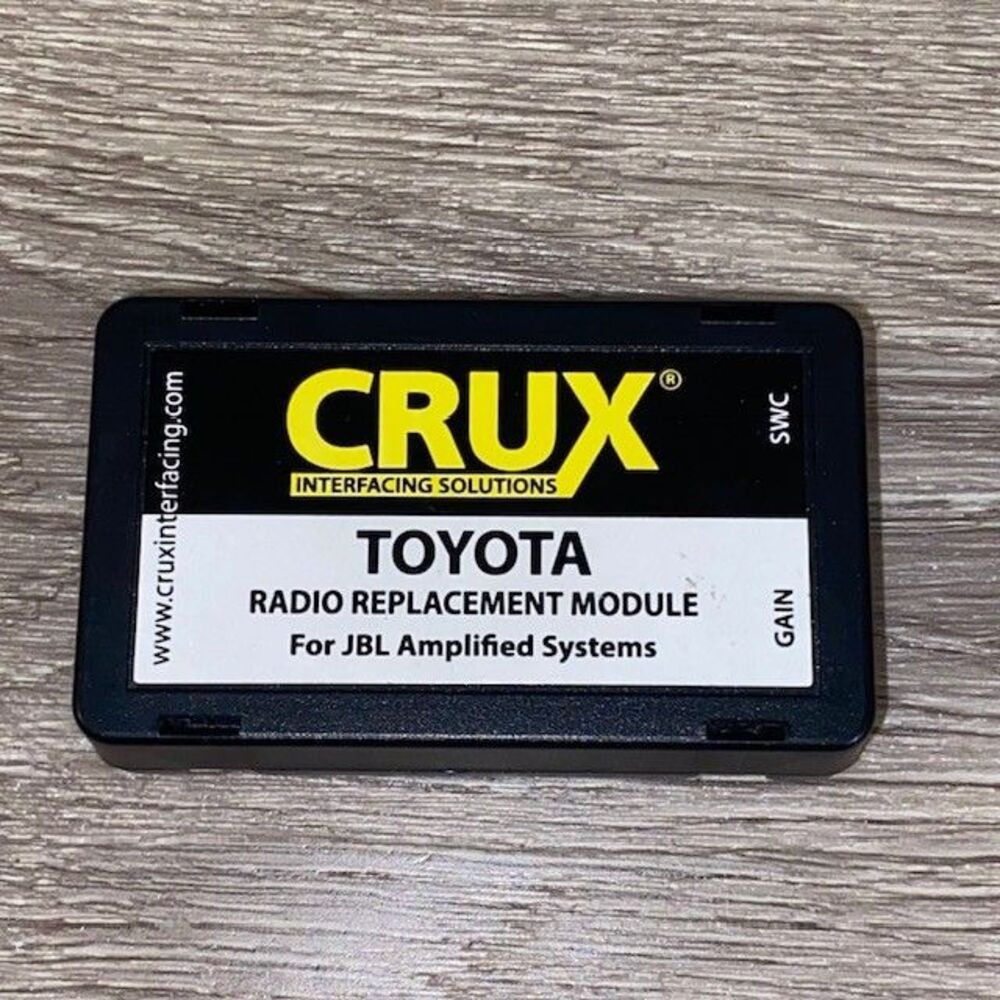 CRUX®
INTERFACING SOLUTIONS
TOYOTA
RADIO REPLACEMENT MODULE
For JBL Amplified Systems
www.cruxinterfacing.com
SWC
GAIN